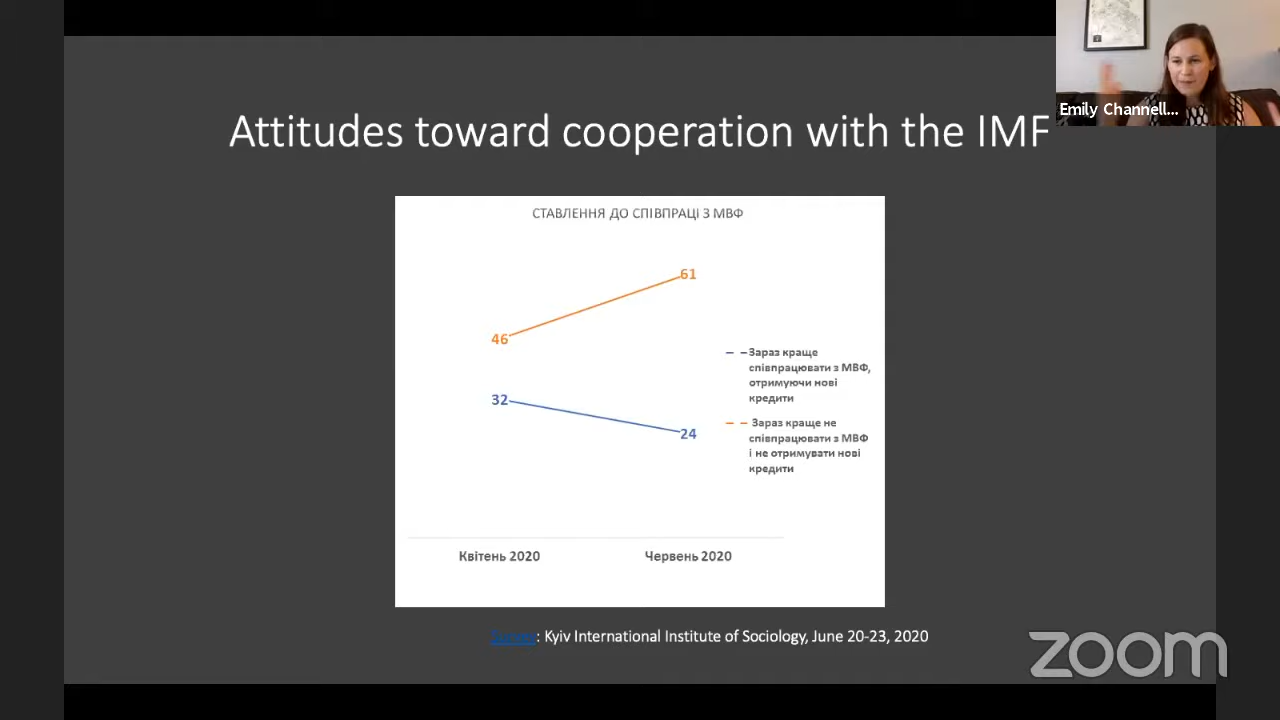 Emily Channell...
Attitudes toward cooperation with the IMF
СТАВЛЕННЯ ДО СПІВПРАЦІ З МВФ
61
46
32
24
Зараз краще
співпрацювати з МВФ,
отримуючи нові
кредити
Зараз краще не
співпрацювати з МВФ
і не отримувати нові
кредити
Квітень 2020
Червень 2020
Source: Kyiv International Institute of Sociology, June 20-23, 2020
zoom